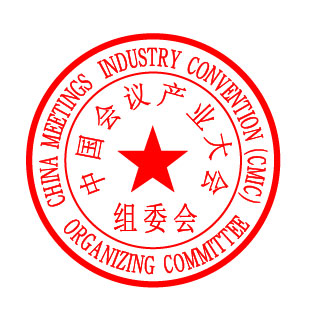 CHINA MEETINGS INDUSTRY CONVENTION (CMIC)
ORGANIZING COMMITTEE
中国会议产业大会
组委会